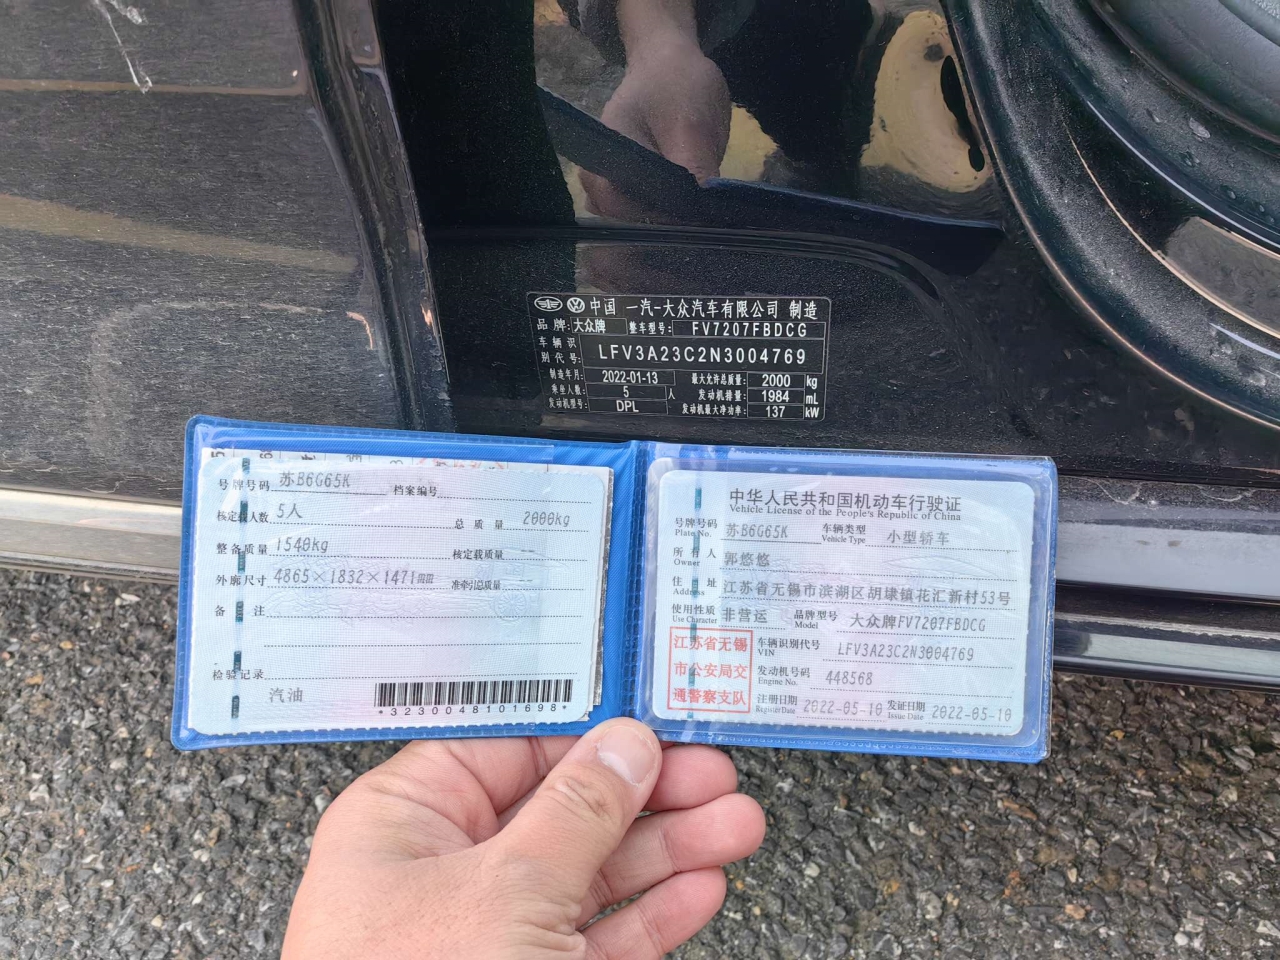 中国 一汽-大众汽车有限公司 制造
品牌: 大众牌 整车型号: FV7207FBDCG
车辆识别代号: LFV3A23C2N3004769
制造年月: 2022-01-13 最大允许总质量: 2000 kg
乘坐人数: 5 人 发动机排量: 1984 mL
发动机型号: DPL 发动机最大净功率: 137 kW
号牌号码 苏B6G65K 档案编号
核定载人数 5人 总质量 2000kg
整备质量 1540kg 核定载质量 --
外廓尺寸 4865×1832×1471mm 准牵引总质量 --
备注
检验记录
汽油
*3230048101698*
中华人民共和国机动车行驶证
Vehicle License of the People's Republic of China
号牌号码 苏B6G65K 车辆类型 小型轿车
Plate No. Vehicle Type
所有人 郭悠悠
Owner
住址 江苏省无锡市滨湖区胡埭镇花汇新村53号
Address
使用性质 非营运 品牌型号 大众牌FV7207FBDCG
Use Character Model
江苏省无锡
市公安局交
通警察支队
车辆识别代号 LFV3A23C2N3004769
VIN
发动机号码 448568
Engine No.
注册日期 2022-05-10 发证日期 2022-05-10
Register Date Issue Date